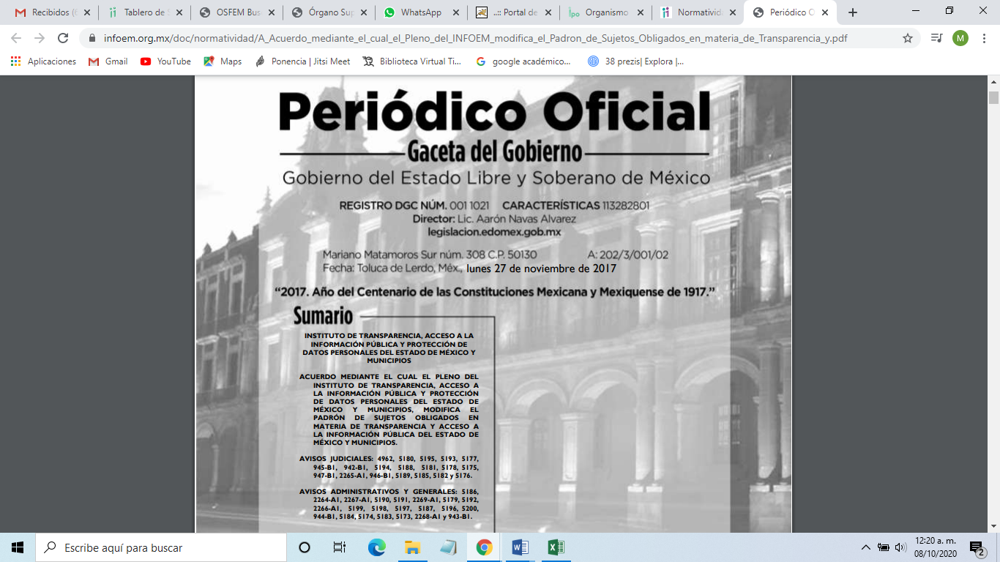 Recibidos (6
Tablero de S
OSFEM Bus
Órgano Sup
WhatsApp
..:: Portal de
Organismo
Normativida
Periódico O
infoem.org.mx/doc/normatividad/A_Acuerdo_mediante_el_cual_el_Pleno_del_INFOEM_modifica_el_Padron_de_Sujetos_Obligados_en_materia_de_Transparencia_y.pdf
M
Aplicaciones
Gmail
YouTube
Maps
Ponencia | Jitsi Meet
Biblioteca Virtual Ti...
google académico...
38 prezis| Explora |...
Periódico Oficial
Gaceta del Gobierno
Gobierno del Estado Libre y Soberano de México
REGISTRO DGC NÚM. 001 1021 CARACTERÍSTICAS 113282801
Director: Lic. Aarón Navas Alvarez
legislacion.edomex.gob.mx
Mariano Matamoros Sur núm. 308 C.P. 50130 A: 202/3/001/02
Fecha: Toluca de Lerdo, Méx., lunes 27 de noviembre de 2017
“2017. Año del Centenario de las Constituciones Mexicana y Mexiquense de 1917.”
Sumario
INSTITUTO DE TRANSPARENCIA, ACCESO A LA
INFORMACIÓN PÚBLICA Y PROTECCIÓN DE
DATOS PERSONALES DEL ESTADO DE MÉXICO Y
MUNICIPIOS
ACUERDO MEDIANTE EL CUAL EL PLENO DEL
INSTITUTO DE TRANSPARENCIA, ACCESO A
LA INFORMACIÓN PÚBLICA Y PROTECCIÓN
DE DATOS PERSONALES DEL ESTADO DE
MÉXICO Y MUNICIPIOS, MODIFICA EL
PADRÓN DE SUJETOS OBLIGADOS EN
MATERIA DE TRANSPARENCIA Y ACCESO A
LA INFORMACIÓN PÚBLICA DEL ESTADO DE
MÉXICO Y MUNICIPIOS.
AVISOS JUDICIALES: 4962, 5180, 5195, 5193, 5177,
945-B1, 942-B1, 5194, 5188, 5181, 5178, 5175,
947-B1, 2265-A1, 946-B1, 5189, 5185, 5182 y 5176.
AVISOS ADMINISTRATIVOS Y GENERALES: 5186,
2264-A1, 2267-A1, 5190, 5191, 2269-A1, 5179, 5192,
2266-A1, 5199, 5198, 5197, 5187, 5196, 5200,
944-B1, 5184, 5174, 5183, 5173, 2268-A1 y 943-B1.
Escribe aquí para buscar
12:20 a. m.
08/10/2020
2